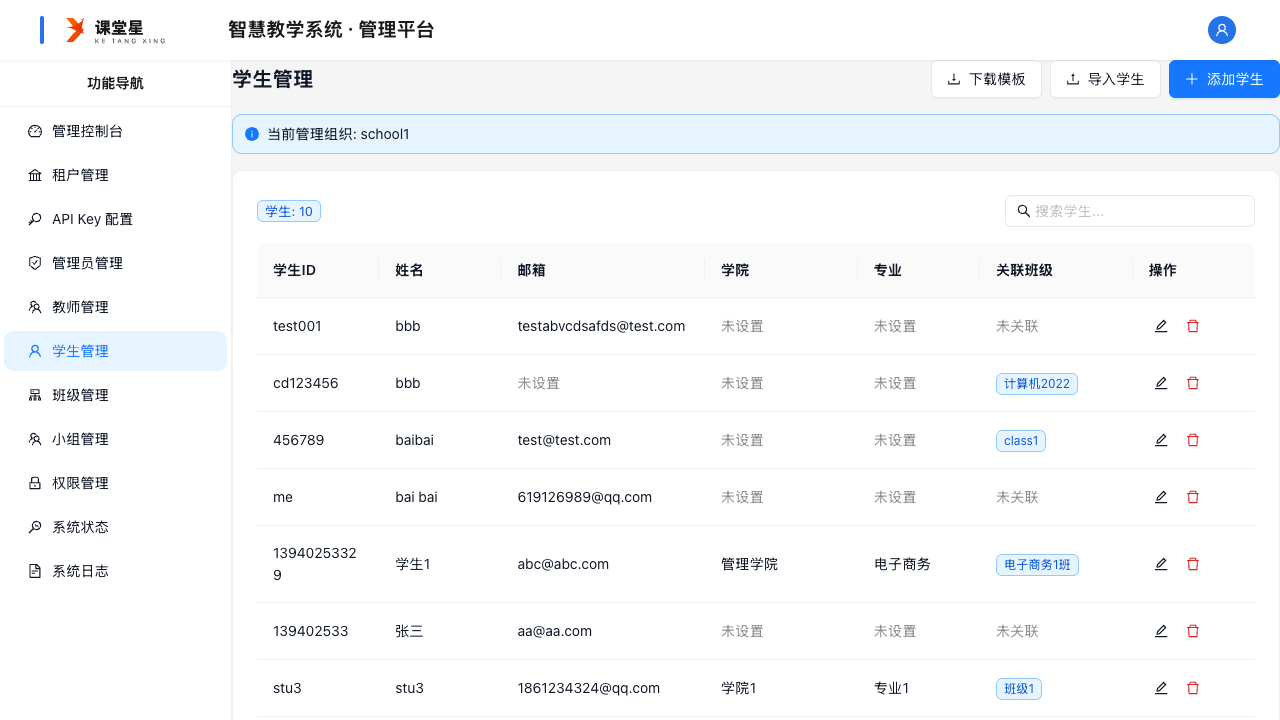 课堂星
KE TANG XING
智慧教学系统 · 管理平台
功能导航
管理控制台
租户管理
API Key 配置
管理员管理
教师管理
学生管理
班级管理
小组管理
权限管理
系统状态
系统日志
学生管理
下载模板
导入学生
添加学生
当前管理组织: school1
学生: 10
搜索学生...
学生ID 姓名 邮箱 学院 专业 关联班级 操作
test001 bbb testabvcdsafds@test.com 未设置 未设置 未关联
cd123456 bbb 未设置 未设置 未设置 计算机2022
456789 baibai test@test.com 未设置 未设置 class1
me bai bai 619126989@qq.com 未设置 未设置 未关联
1394025332
9 学生1 abc@abc.com 管理学院 电子商务 电子商务1班
139402533 张三 aa@aa.com 未设置 未设置 未关联
stu3 stu3 1861234324@qq.com 学院1 专业1 班级1